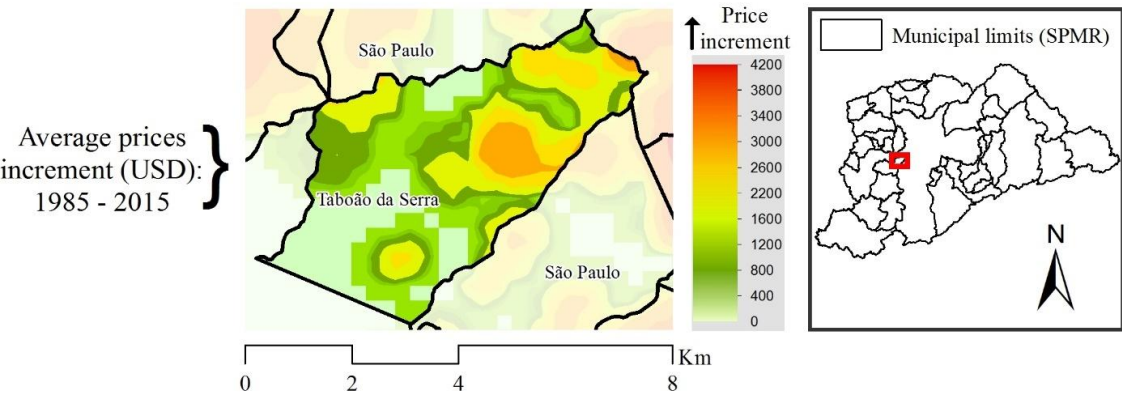 Average prices
increment (USD):
1985 - 2015
São Paulo
Taboão da Serra
São Paulo
0 2 4 8
Km
Price
increment
4200
3800
3400
3000
2600
2200
1600
1200
800
400
0
Municipal limits (SPMR)
N